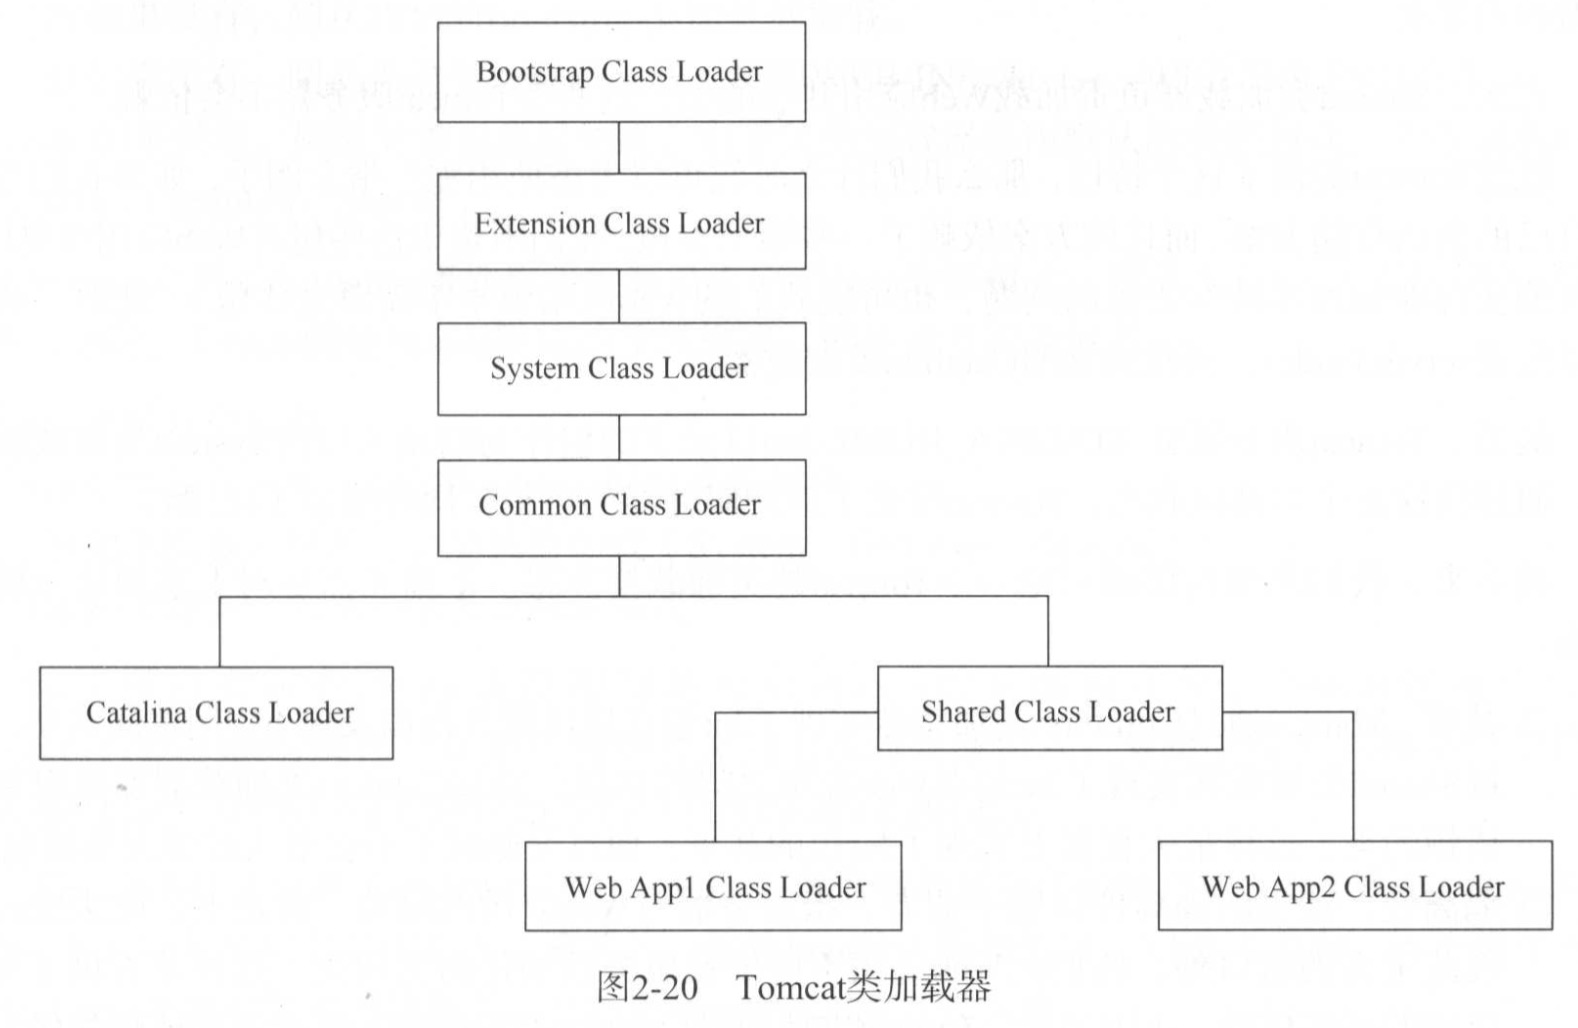 Bootstrap Class Loader
Extension Class Loader
System Class Loader
Common Class Loader
Catalina Class Loader
Shared Class Loader
Web App1 Class Loader
Web App2 Class Loader
图2-20 Tomcat类加载器